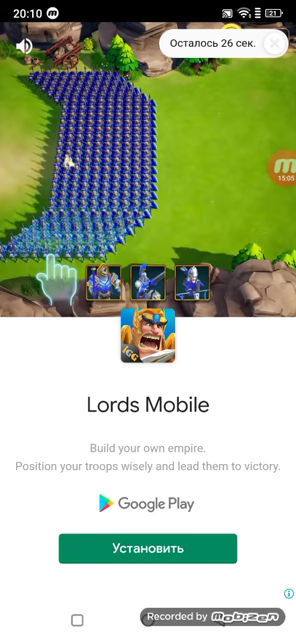 20:10
21
Осталось 26 сек.
15:05
IGG
Lords Mobile
Build your own empire.
Position your troops wisely and lead them to victory.
Google Play
Установить
Recorded by mobizen